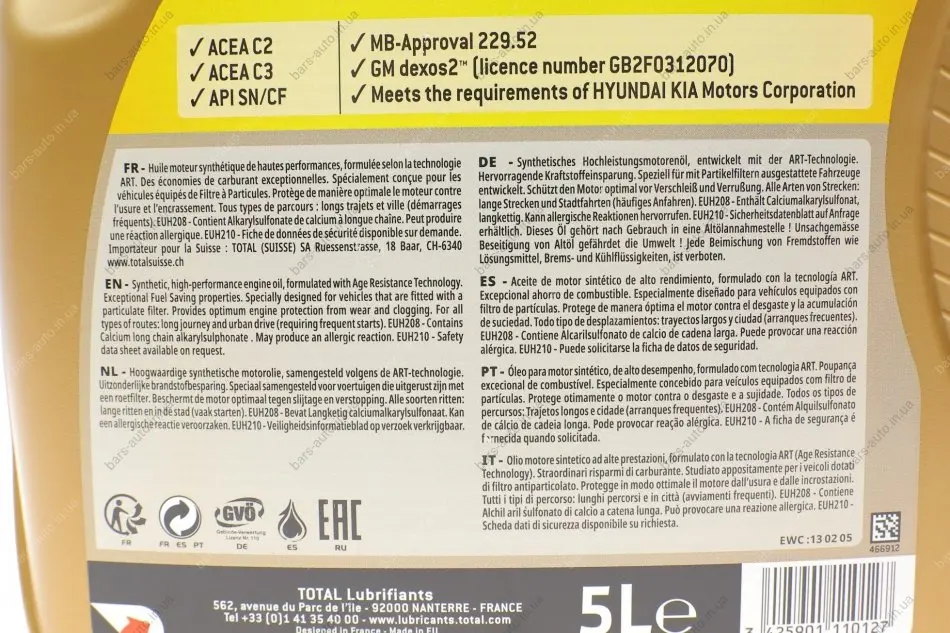 ✓ ACEA C2
✓ ACEA C3
✓ API SN/CF
✓ MB-Approval 229.52
✓ GM dexos2™ (licence number GB2F0312070)
✓ Meets the requirements of HYUNDAI KIA Motors Corporation
FR - Huile moteur synthétique de hautes performances, formulée selon la technologie
ART. Des économies de carburant exceptionnelles. Spécialement conçue pour les
véhicules équipés de Filtre à Particules. Protège de manière optimale le moteur contre
l'usure et l'encrassement. Tous types de parcours : longs trajets et ville (démarrages
fréquents). EUH208 - Contient Alkarylsulfonate de calcium à longue chaîne. Peut produire
une réaction allergique. EUH210 - Fiche de données de sécurité disponible sur demande.
Importateur pour la Suisse : TOTAL (SUISSE) SA Ruessenstrasse, 18 Baar, CH-6340
www.totalsuisse.ch
EN - Synthetic, high-performance engine oil, formulated with Age Resistance Technology.
Exceptional Fuel Saving properties. Specially designed for vehicles that are fitted with a
particulate filter. Provides optimum engine protection from wear and clogging. For all
types of routes: long journey and urban drive (requiring frequent starts). EUH208 - Contains
Calcium long chain alkarylsulphonate . May produce an allergic reaction. EUH210 - Safety
data sheet available on request.
NL - Hoogwaardige synthetische motorolie, samengesteld volgens de ART-technologie.
Uitzonderlijke brandstofbesparing. Speciaal samengesteld voor voertuigen die uitgerust zijn met
een roetfilter. Beschermt de motor optimaal tegen slijtage en verstopping. Alle soorten ritten:
lange ritten en in de stad (vaak starten). EUH208 - Bevat Langketig calciumalkarylsulfonaat. Kan
een allergische reactie veroorzaken. EUH210 - Veiligheidsinformatieblad op verzoek verkrijgbaar.
DE - Synthetisches Hochleistungsmotorenöl, entwickelt mit der ART-Technologie.
Hervorragende Kraftstoffeinsparung. Speziell für mit Partikelfiltern ausgestattete Fahrzeuge
entwickelt. Schützt den Motor optimal vor Verschleiß und Verrußung. Alle Arten von Strecken:
lange Strecken und Stadtfahrten (häufiges Anfahren). EUH208 - Enthält Calciumalkarylsulfonat,
langkettig. Kann allergische Reaktionen hervorrufen. EUH210 - Sicherheitsdatenblatt auf Anfrage
erhältlich. Dieses Öl gehört nach Gebrauch in eine Altölannahmestelle ! Unsachgemässe
Beseitigung von Altöl gefährdet die Umwelt ! Jede Beimischung von Fremdstoffen wie
Lösungsmittel, Brems- und Kühlflüssigkeiten, ist verboten.
ES - Aceite de motor sintético de alto rendimiento, formulado con la tecnología ART.
Excepcional ahorro de combustible. Especialmente diseñado para vehículos equipados con
filtro de partículas. Protege de manera óptima el motor contra el desgaste y la acumulación
de suciedad. Todo tipo de desplazamientos: trayectos largos y ciudad (arranques frecuentes).
EUH208 - Contiene Alcarilsulfonato de calcio de cadena larga. Puede provocar una reacción
alérgica. EUH210 - Puede solicitarse la ficha de datos de seguridad.
PT - Óleo para motor sintético, de alto desempenho, formulado com tecnologia ART. Poupança
excecional de combustível. Especialmente concebido para veículos equipados com filtro de
partículas. Protege otimamente o motor contra o desgaste e a sujidade. Todos os tipos de
percursos: Trajetos longos e cidade (arranques frequentes). EUH208 - Contém Alquilsulfonato
de cálcio de cadeia longa. Pode provocar reação alérgica. EUH210 - A ficha de segurança é
fornecida quando solicitada.
IT - Olio motore sintetico ad alte prestazioni, formulato con la tecnologia ART (Age Resistance
Technology). Straordinari risparmi di carburante. Studiato appositamente per i veicoli dotati
di filtro antiparticolato. Protegge in modo ottimale il motore dall'usura e dalle incrostazioni.
Tutti i tipi di percorso: lunghi percorsi e in città (avviamenti frequenti). EUH208 - Contiene
Alchil aril sulfonato di calcio a catena lunga. Può provocare una reazione allergica. EUH210 -
Scheda dati di sicurezza disponibile su richiesta.
FR
FR ES PT
GVÖ
Gebinde-Verwertung
Lizenz Nr. 110
DE
ES
EAC
RU
EWC : 13 02 05
466912
TOTAL Lubrifiants
562, avenue du Parc de l'île - 92000 NANTERRE - FRANCE
Tel +33 (0)1 41 35 40 00 - www.lubricants.total.com
Designed in France - Made in EU
5L e
3 425901 110127
bars-auto.in.ua